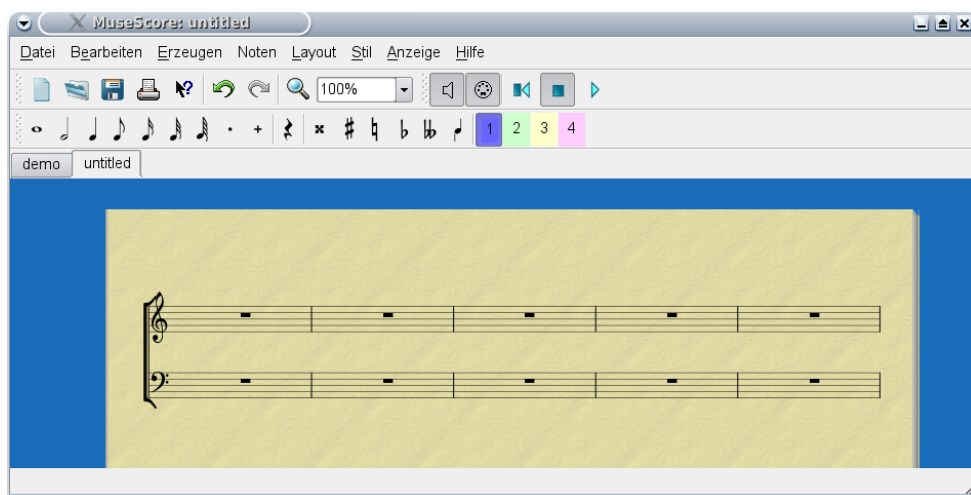 MuseScore: untitled
Datei Bearbeiten Erzeugen Noten Layout Stil Anzeige Hilfe
100%
1 2 3 4
demo untitled